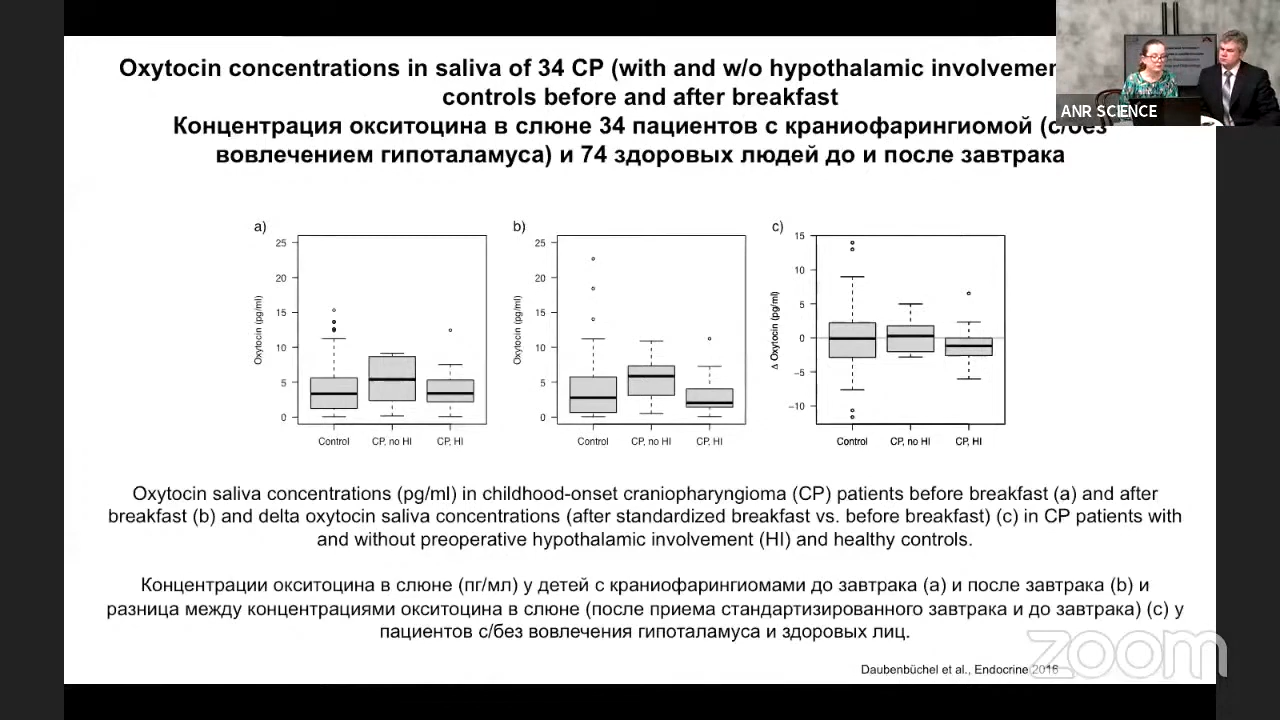 Oxytocin concentrations in saliva of 34 CP (with and w/o hypothalamic involvemen
controls before and after breakfast
Концентрация окситоцина в слюне 34 пациентов с краниофарингиомой (с/без
вовлечением гипоталамуса) и 74 здоровых людей до и после завтрака
ANR SCIENCE
a)
25
20
15
10
5
0
Oxytocin (pg/ml)
Control
CP, no HI
CP, HI
b)
25
20
15
10
5
0
Oxytocin (pg/ml)
Control
CP, no HI
CP, HI
c)
15
10
5
0
−5
−10
Δ Oxytocin (pg/ml)
Control
CP, no HI
CP, HI
Oxytocin saliva concentrations (pg/ml) in childhood-onset craniopharyngioma (CP) patients before breakfast (a) and after
breakfast (b) and delta oxytocin saliva concentrations (after standardized breakfast vs. before breakfast) (c) in CP patients with
and without preoperative hypothalamic involvement (HI) and healthy controls.
Концентрации окситоцина в слюне (пг/мл) у детей с краниофарингиомами до завтрака (a) и после завтрака (b) и
разница между концентрациями окситоцина в слюне (после приема стандартизированного завтрака и до завтрака) (c) у
пациентов с/без вовлечения гипоталамуса и здоровых лиц.
Daubenbüchel et al., Endocrine 2016
zoom